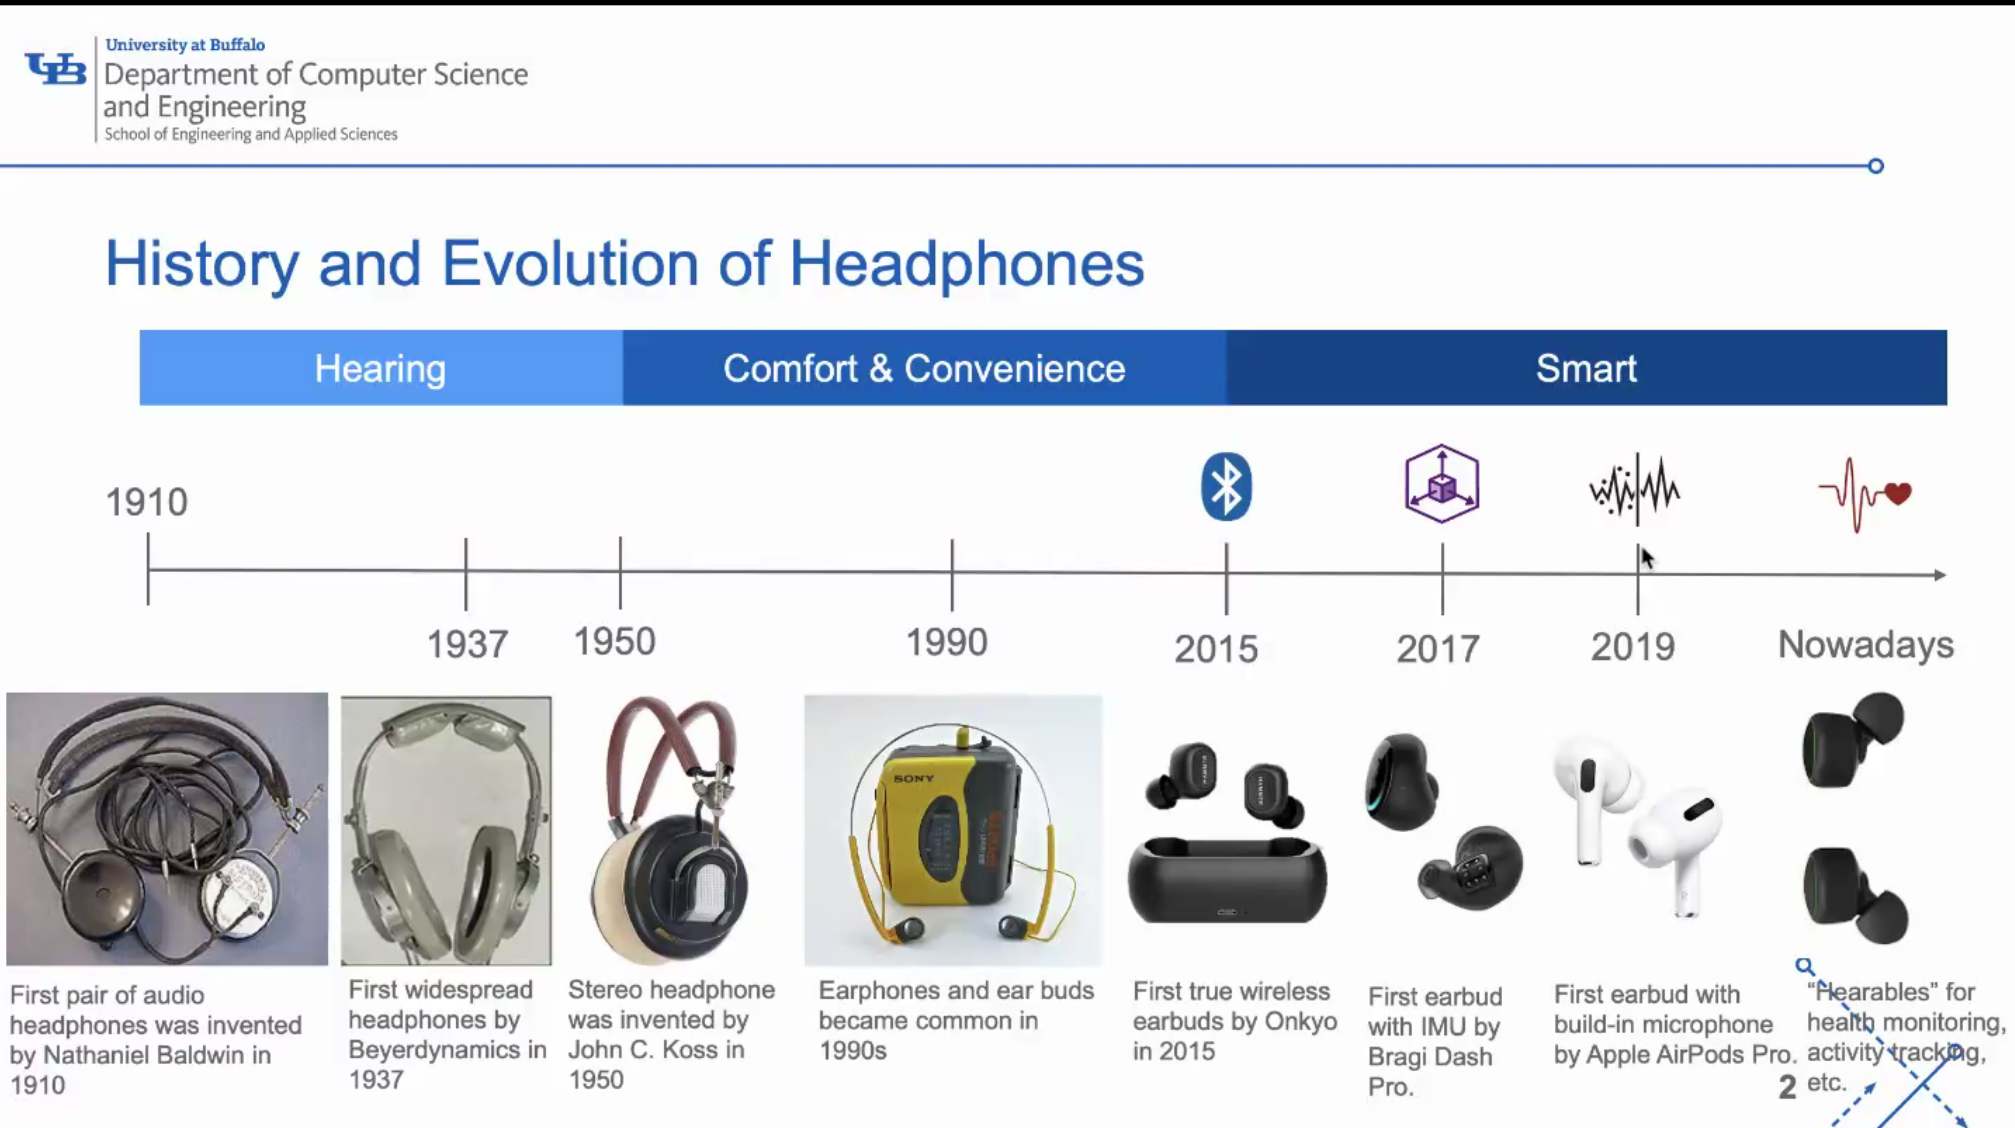 University at Buffalo
Department of Computer Science
and Engineering
School of Engineering and Applied Sciences
History and Evolution of Headphones
Hearing
Comfort & Convenience
Smart
1910
1937
1950
1990
2015
2017
2019
Nowadays
SONY
First pair of audio
headphones was invented
by Nathaniel Baldwin in
1910
First widespread
headphones by
Beyerdynamics in
1937
Stereo headphone
was invented by
John C. Koss in
1950
Earphones and ear buds
became common in
1990s
First true wireless
earbuds by Onkyo
in 2015
First earbud
with IMU by
Bragi Dash
Pro.
First earbud with
build-in microphone
by Apple AirPods Pro.
“Hearables” for
health monitoring,
activity tracking,
etc.
2